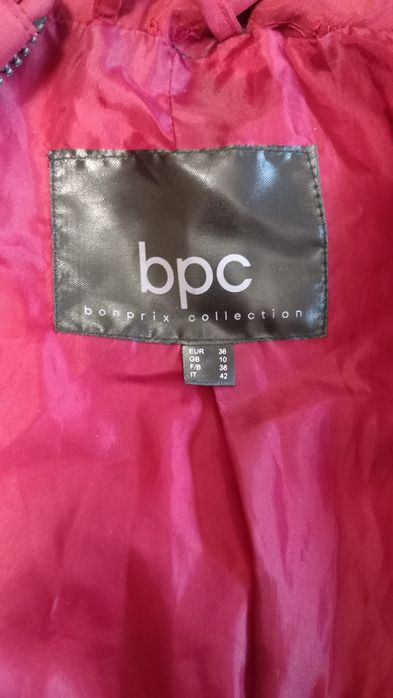 bpc
bonprix collection
EUR 36
GB 10
F/B 38
IT 42